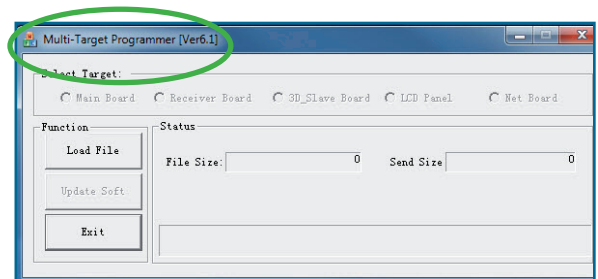 Multi-Target Programmer [Ver6.1]
Select Target:
Main Board Receiver Board 3D_Slave Board LCD Panel Net Board
Function
Status
Load File
File Size: 0 Send Size 0
Update Soft
Exit